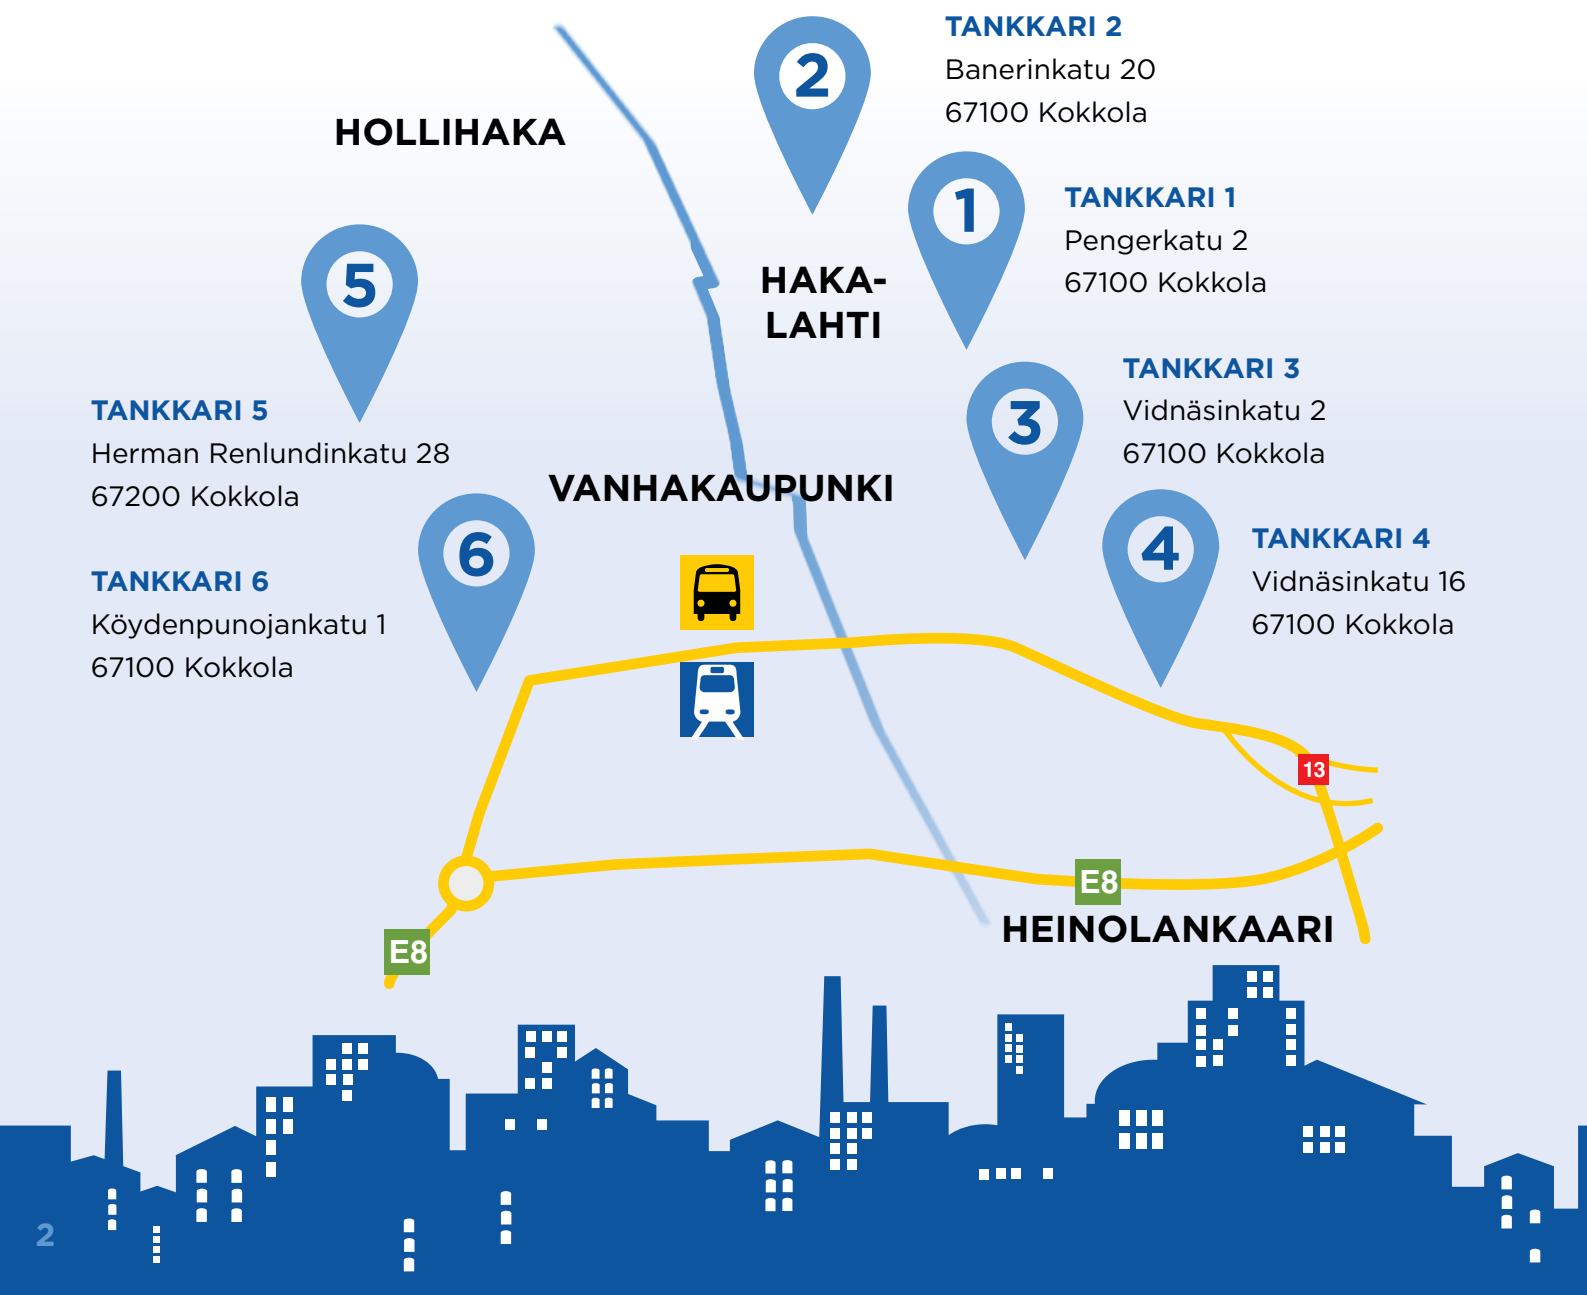 TANKKARI 2
Banerinkatu 20
67100 Kokkola
2
HOLLIHAKA
1
TANKKARI 1
Pengerkatu 2
67100 Kokkola
5
HAKA-
LAHTI
TANKKARI 3
Vidnäsinkatu 2
67100 Kokkola
3
TANKKARI 5
Herman Renlundinkatu 28
67200 Kokkola
VANHAKAUPUNKI
6
4
TANKKARI 4
Vidnäsinkatu 16
67100 Kokkola
TANKKARI 6
Köydenpunojankatu 1
67100 Kokkola
13
E8
HEINOLANKAARI
E8
2